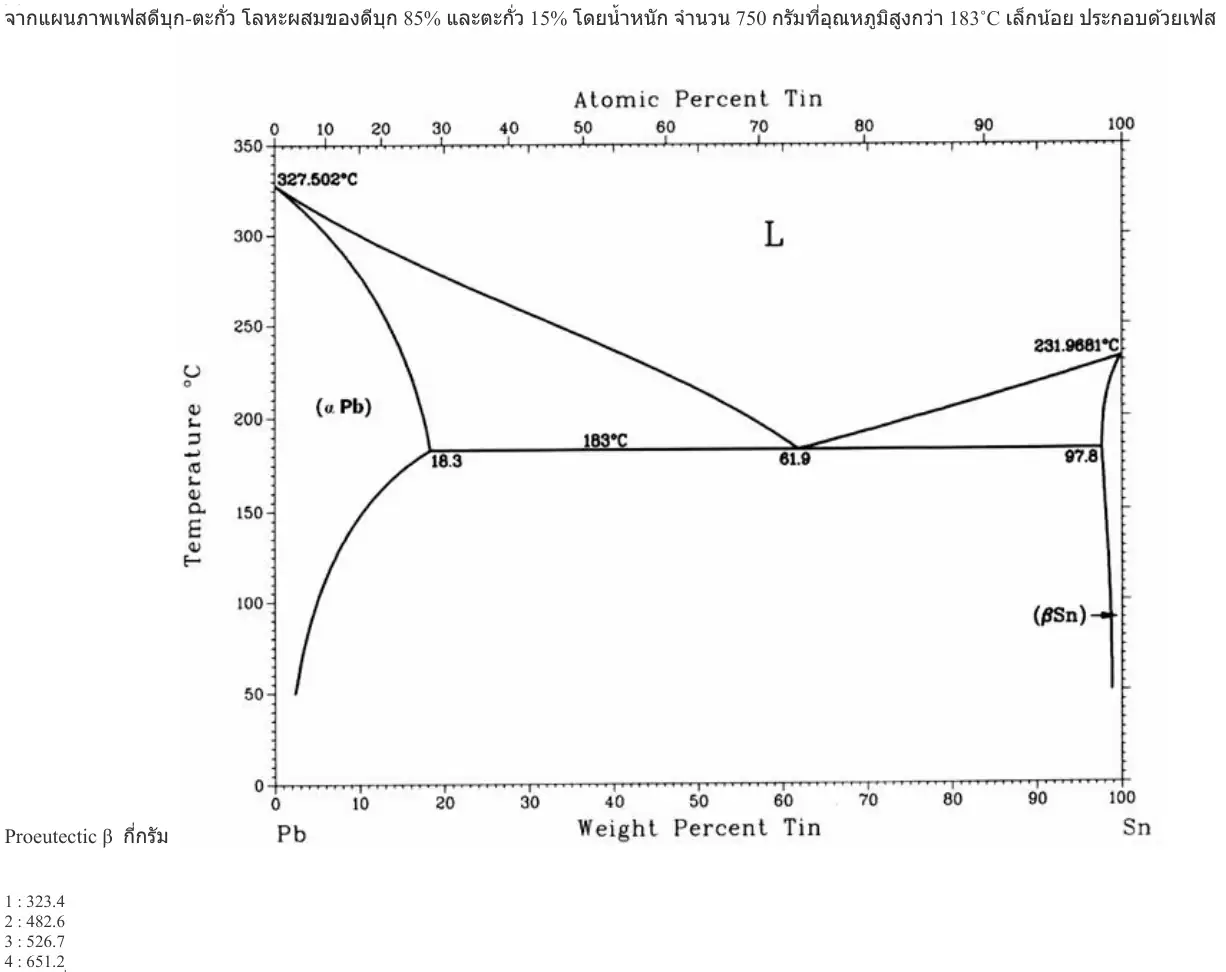 จากแผนภาพเฟสดีบุก-ตะกั่ว โลหะผสมของดีบุก 85% และตะกั่ว 15% โดยน้ำหนัก จำนวน 750 กรัมที่อุณหภูมิสูงกว่า 183˚C เล็กน้อย ประกอบด้วยเฟส
Atomic Percent Tin
0 10 20 30 40 50 60 70 80 90 100
350
327.502°C
300
L
250
231.9681°C
(α Pb)
200
183°C
18.3 61.9 97.8
150
100
(βSn)
50
0
Temperature °C
0 10 20 30 40 50 60 70 80 90 100
Pb Weight Percent Tin Sn
Proeutectic β กี่กรัม
1 : 323.4
2 : 482.6
3 : 526.7
4 : 651.2